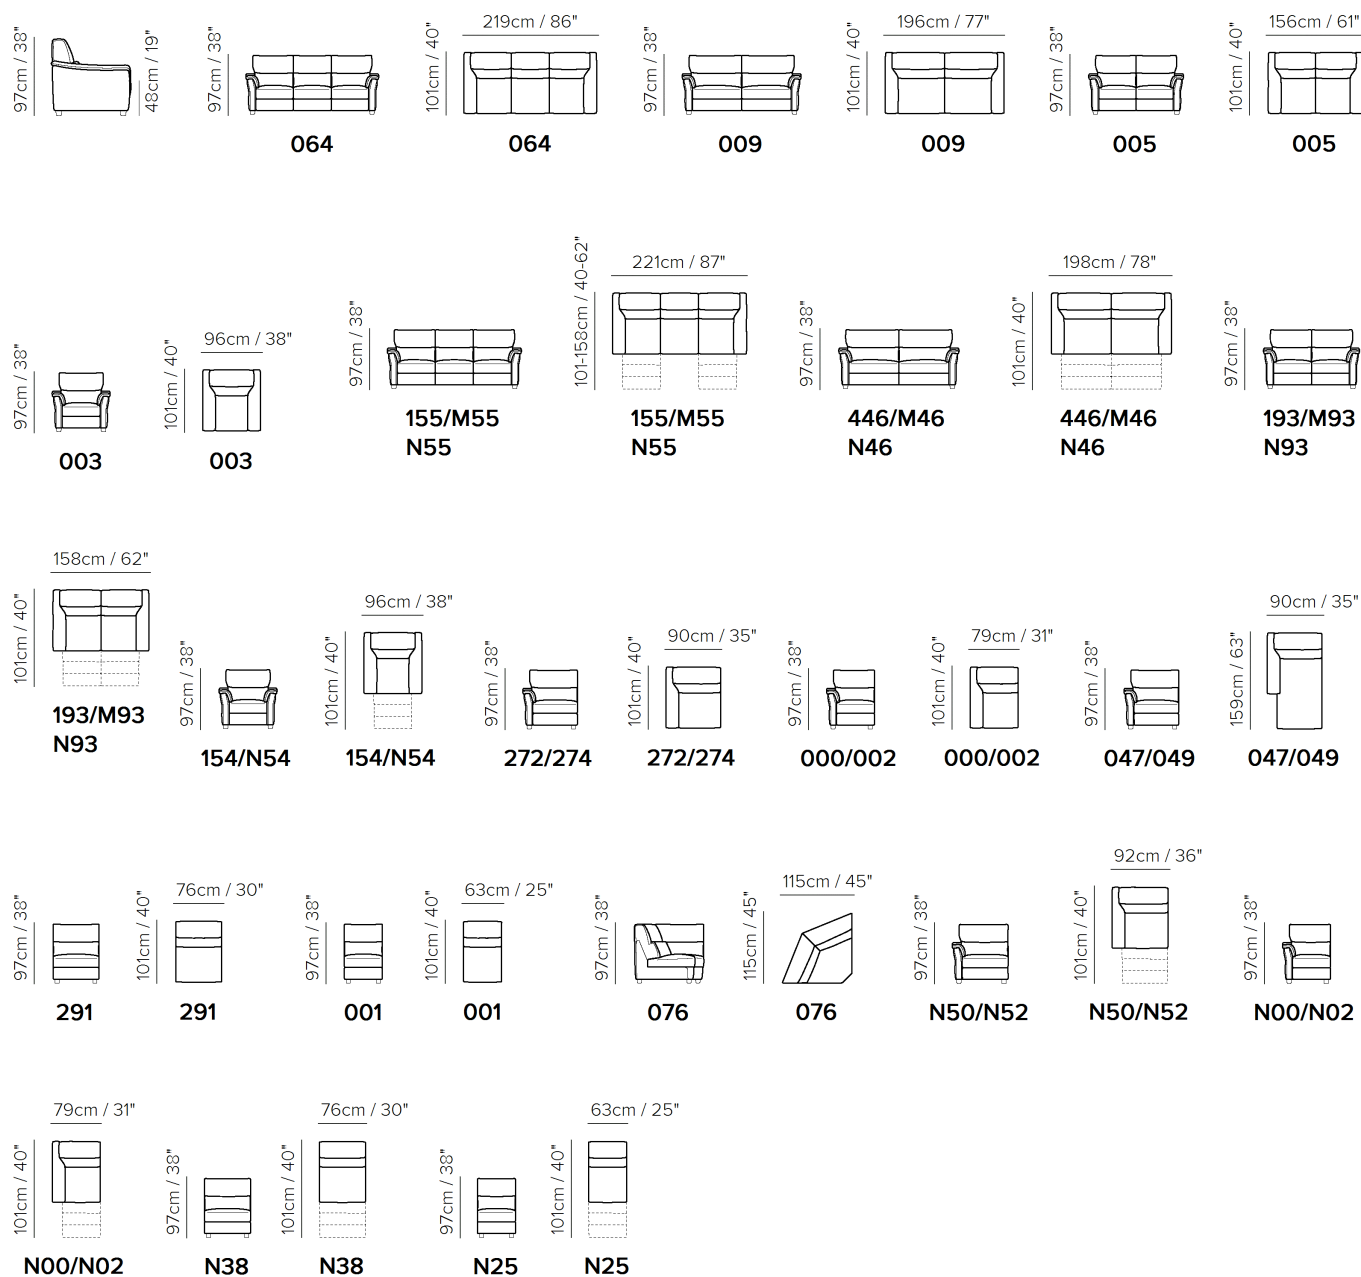 97cm / 38"
48cm / 19"
97cm / 38"
064
219cm / 86"
101cm / 40"
064
97cm / 38"
009
196cm / 77"
101cm / 40"
009
97cm / 38"
005
156cm / 61"
101cm / 40"
005
97cm / 38"
003
96cm / 38"
101cm / 40"
003
97cm / 38"
155/M55
N55
221cm / 87"
101-158cm / 40-62"
155/M55
N55
97cm / 38"
446/M46
N46
198cm / 78"
101cm / 40"
446/M46
N46
97cm / 38"
193/M93
N93
158cm / 62"
101cm / 40"
193/M93
N93
97cm / 38"
154/N54
96cm / 38"
101cm / 40"
154/N54
97cm / 38"
272/274
90cm / 35"
101cm / 40"
272/274
97cm / 38"
000/002
79cm / 31"
101cm / 40"
000/002
97cm / 38"
047/049
90cm / 35"
159cm / 63"
047/049
97cm / 38"
291
76cm / 30"
101cm / 40"
291
97cm / 38"
001
63cm / 25"
101cm / 40"
001
97cm / 38"
076
115cm / 45"
115cm / 45"
076
97cm / 38"
N50/N52
92cm / 36"
101cm / 40"
N50/N52
97cm / 38"
N00/N02
79cm / 31"
101cm / 40"
N00/N02
97cm / 38"
N38
76cm / 30"
101cm / 40"
N38
97cm / 38"
N25
63cm / 25"
101cm / 40"
N25